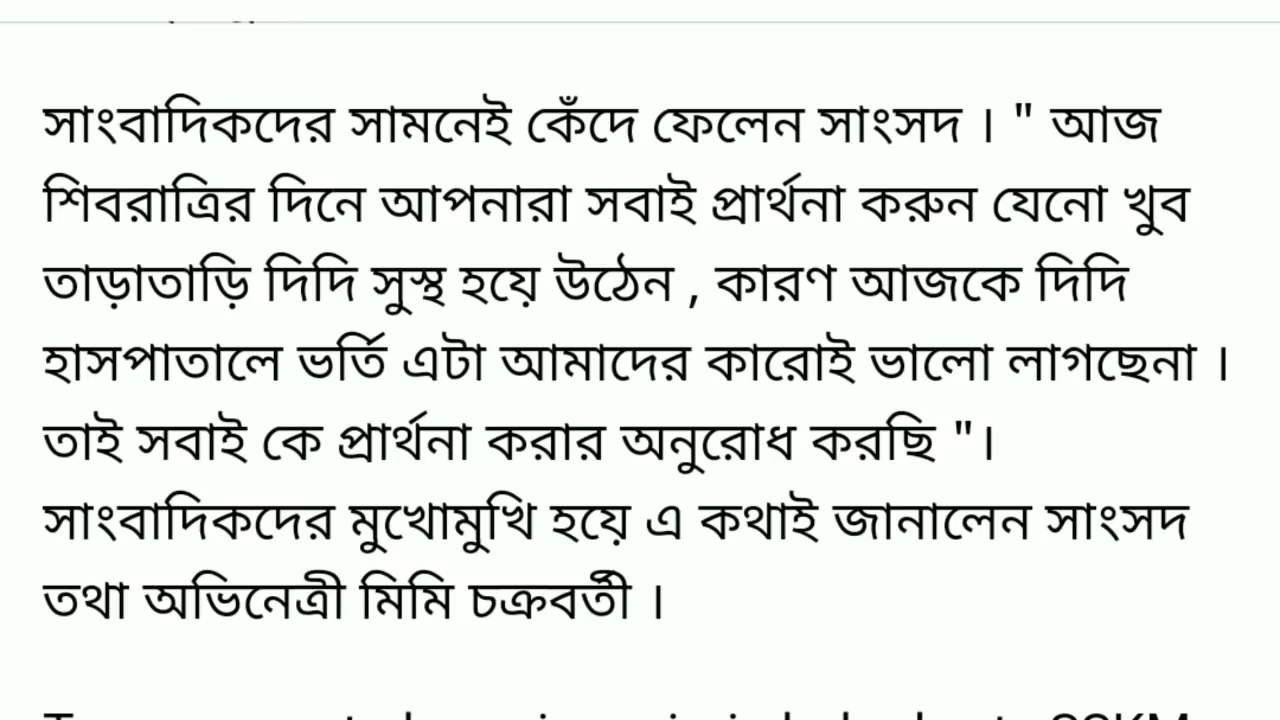 সাংবাদিকদের সামনেই কেঁদে ফেলেন সাংসদ । " আজ
শিবরাত্রির দিনে আপনারা সবাই প্রার্থনা করুন যেনো খুব
তাড়াতাড়ি দিদি সুস্থ হয়ে উঠেন , কারণ আজকে দিদি
হাসপাতালে ভর্তি এটা আমাদের কারোই ভালো লাগছেনা ।
তাই সবাই কে প্রার্থনা করার অনুরোধ করছি "।
সাংবাদিকদের মুখোমুখি হয়ে এ কথাই জানালেন সাংসদ
তথা অভিনেত্রী মিমি চক্রবর্তী ।